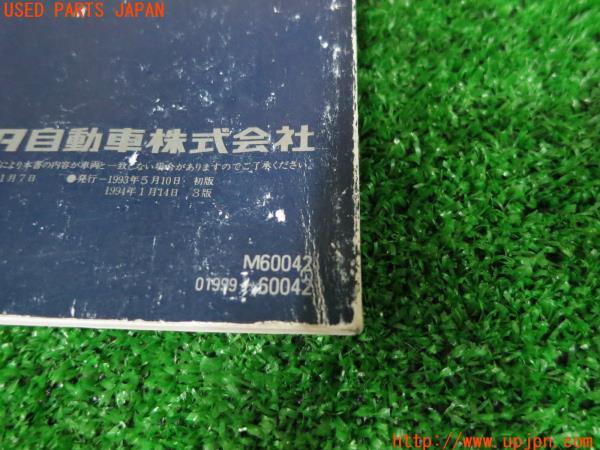 USED PARTS JAPAN
タ自動車株式会社
により本書の内容が車両と一致しない場合がありますのでご了承ください。
1月7日 ●発行−1993年5月10日 初版
1994年1月14日 3版
M60042
01999-60042
http://www.upjpn.com/